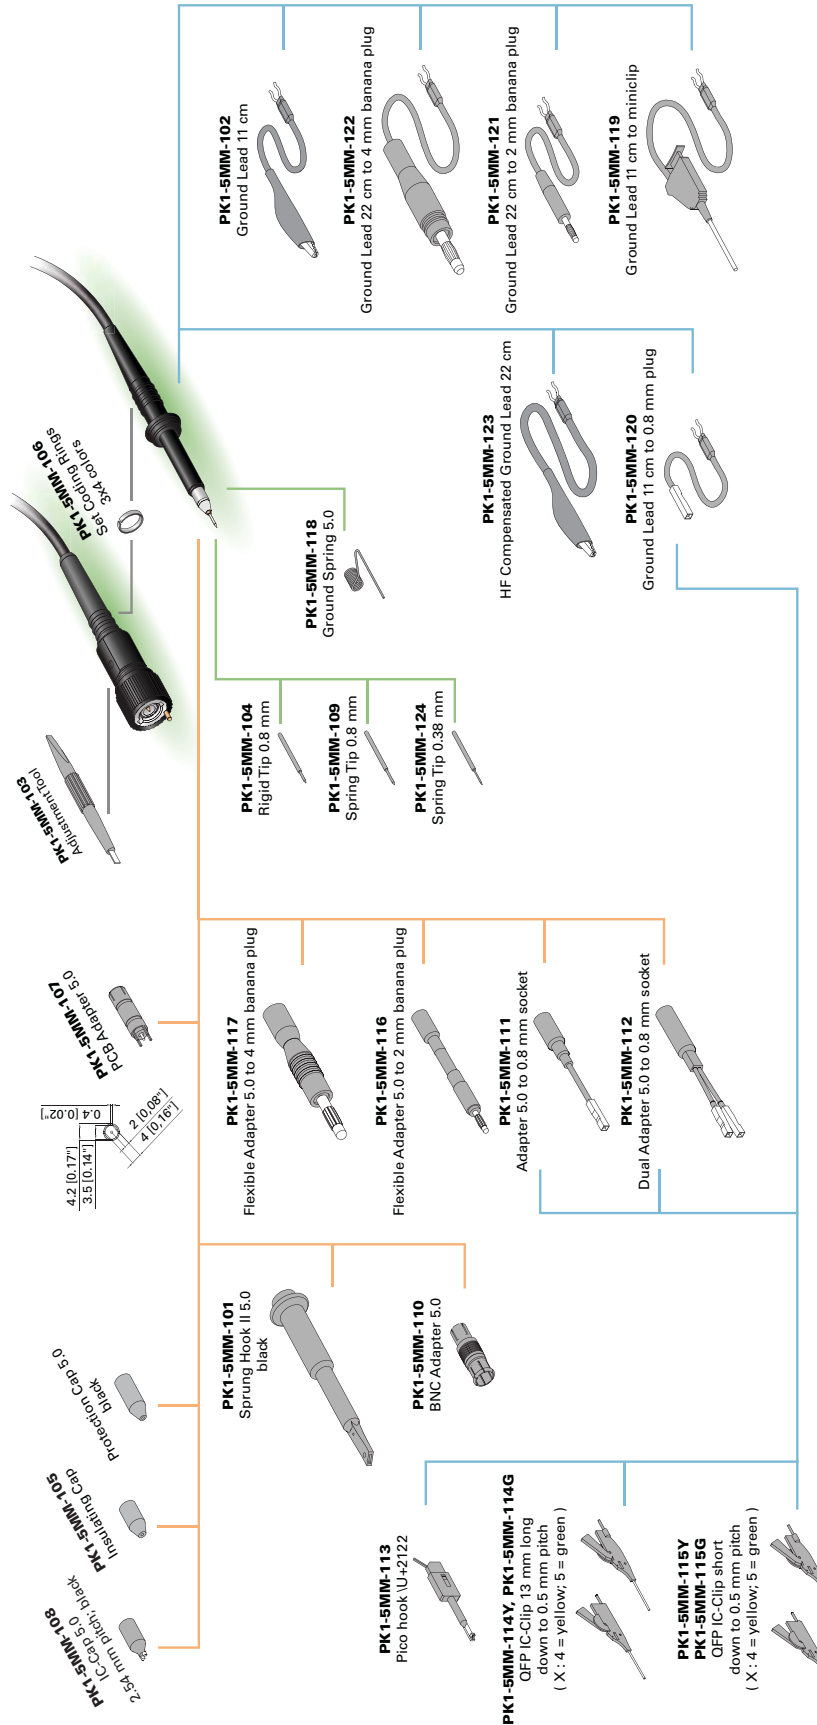 PK1-5MM-108
IC-Cap 5.0
2.54 mm pitch; black
PK1-5MM-105
Insulating Cap
Protection Cap 5.0
black
4.2 [0.17"]
3.5 [0.14"]
0.4 [0.02"]
2 [0,08"]
4 [0,16"]
PK1-5MM-107
PCB Adapter 5.0
PK1-5MM-103
Adjustment Tool
PK1-5MM-106
Set Coding Rings
3x4 colors
PK1-5MM-102
Ground Lead 11 cm
PK1-5MM-122
Ground Lead 22 cm to 4 mm banana plug
PK1-5MM-121
Ground Lead 22 cm to 2 mm banana plug
PK1-5MM-119
Ground Lead 11 cm to miniclip
PK1-5MM-123
HF Compensated Ground Lead 22 cm
PK1-5MM-120
Ground Lead 11 cm to 0.8 mm plug
PK1-5MM-118
Ground Spring 5.0
PK1-5MM-104
Rigid Tip 0.8 mm
PK1-5MM-109
Spring Tip 0.8 mm
PK1-5MM-124
Spring Tip 0.38 mm
PK1-5MM-117
Flexible Adapter 5.0 to 4 mm banana plug
PK1-5MM-116
Flexible Adapter 5.0 to 2 mm banana plug
PK1-5MM-111
Adapter 5.0 to 0.8 mm socket
PK1-5MM-112
Dual Adapter 5.0 to 0.8 mm socket
PK1-5MM-101
Sprung Hook II 5.0
black
PK1-5MM-110
BNC Adapter 5.0
PK1-5MM-113
Pico hook \U+2122
PK1-5MM-114Y, PK1-5MM-114G
QFP IC-Clip 13 mm long
down to 0.5 mm pitch
( X : 4 = yellow; 5 = green )
PK1-5MM-115Y
PK1-5MM-115G
QFP IC-Clip short
down to 0.5 mm pitch
( X : 4 = yellow; 5 = green )